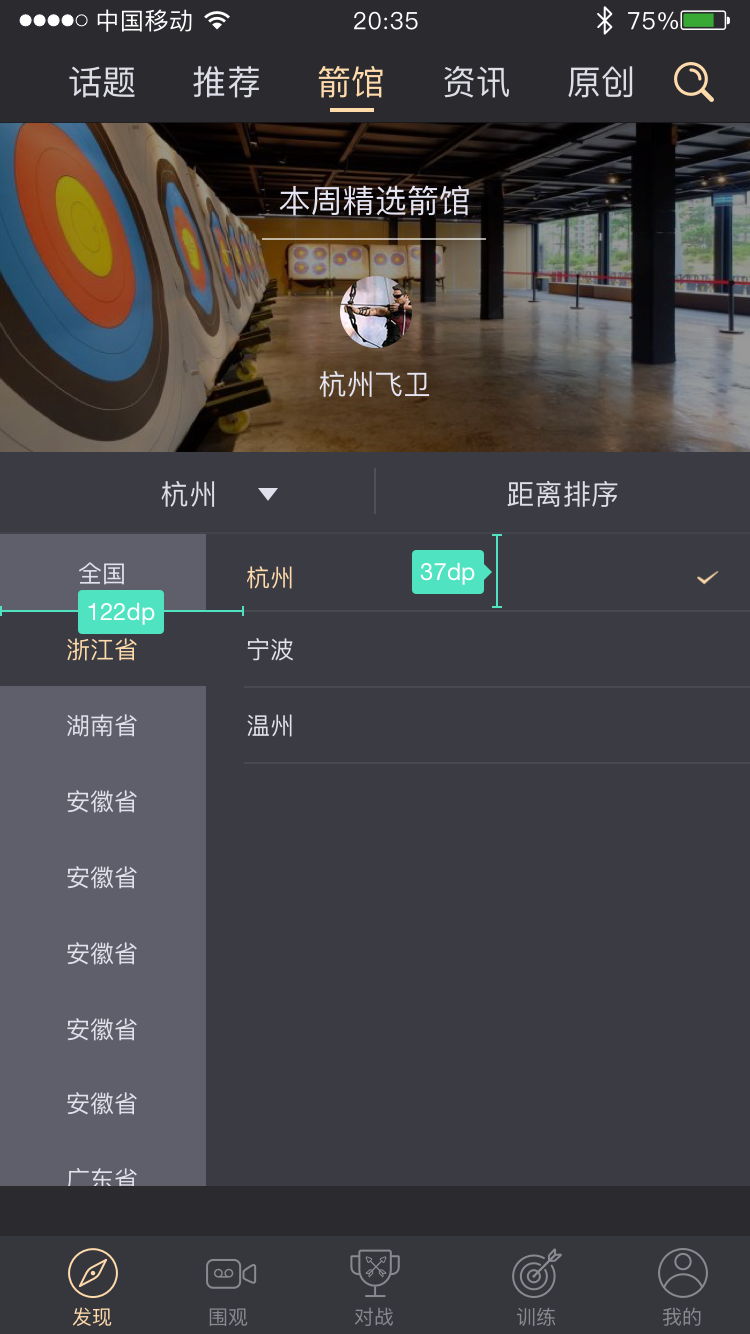 中国移动 20:35 75%
话题 推荐 箭馆 资讯 原创
本周精选箭馆
杭州飞卫
杭州 距离排序
全国 杭州 37dp
122dp
浙江省 宁波
湖南省 温州
安徽省
安徽省
安徽省
安徽省
安徽省
广东省
发现 围观 对战 训练 我的